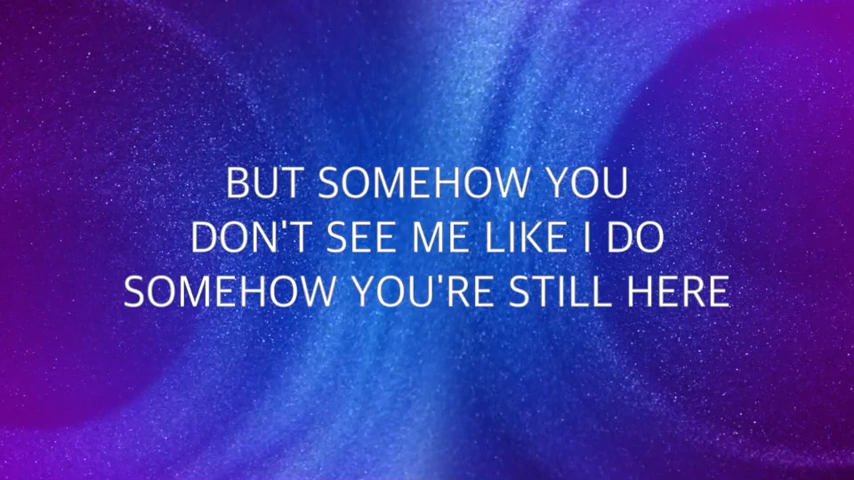 BUT SOMEHOW YOU
DON'T SEE ME LIKE I DO
SOMEHOW YOU'RE STILL HERE